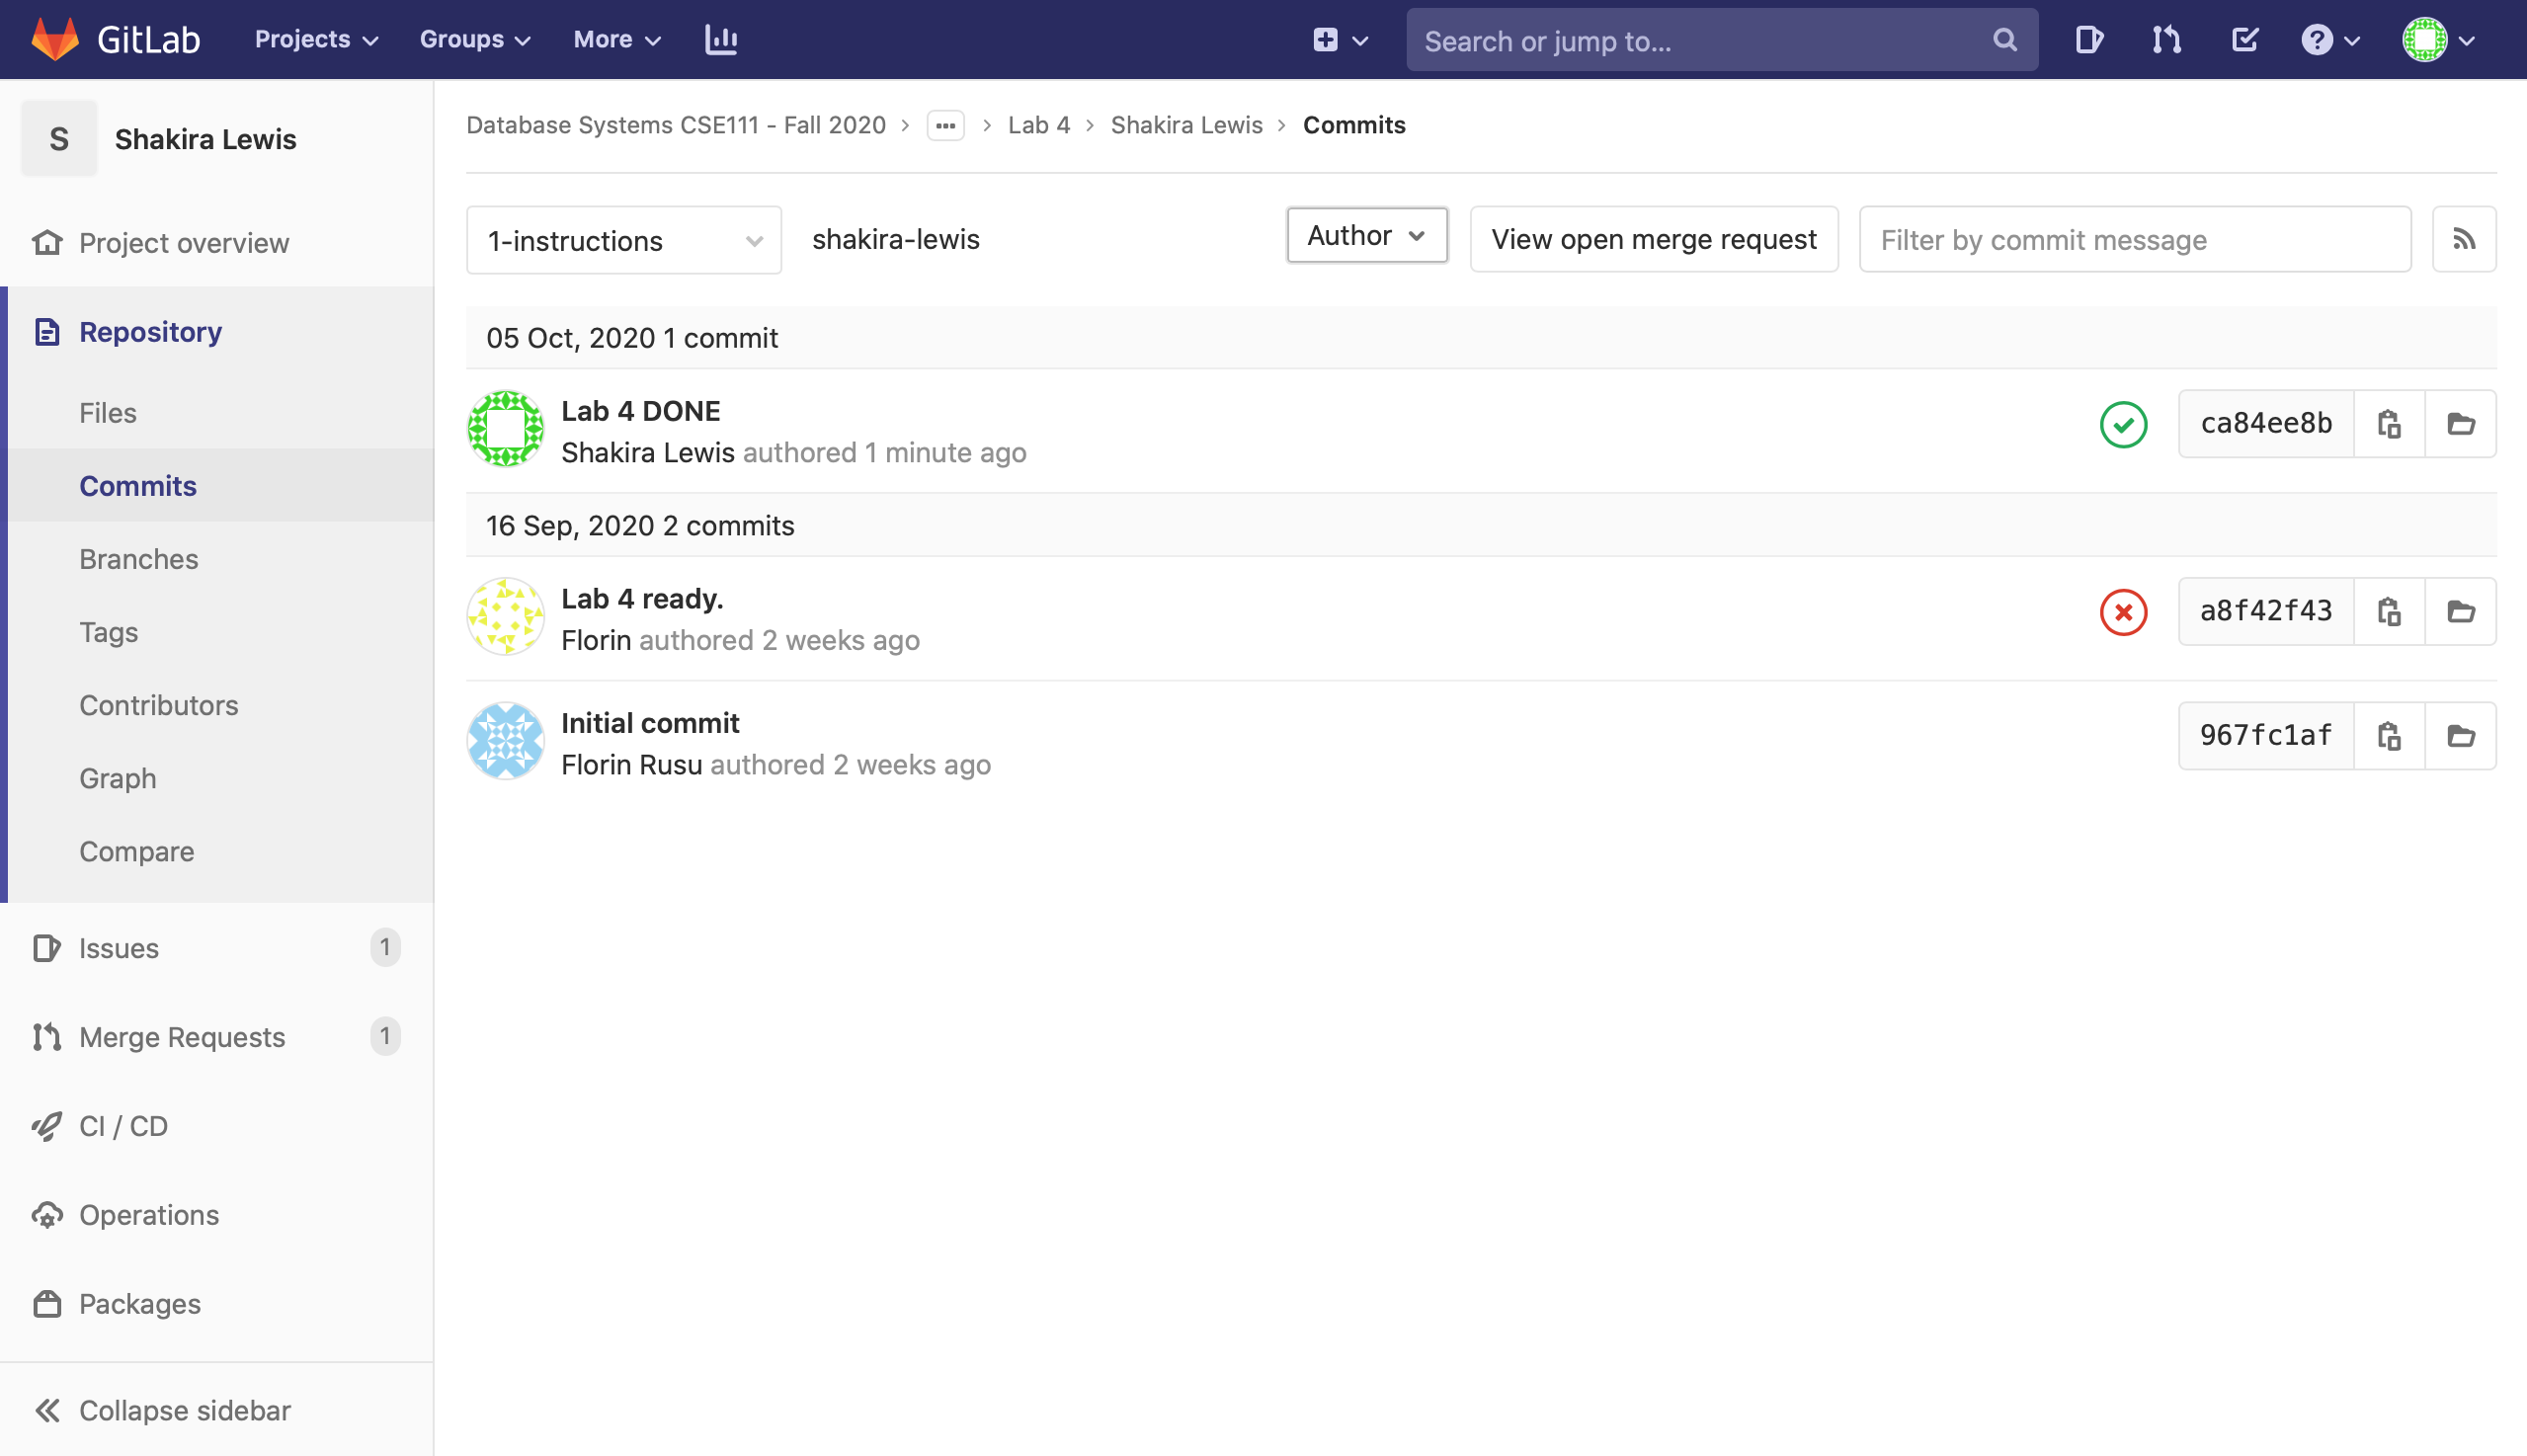 GitLab Projects Groups More Search or jump to...
S Shakira Lewis
Project overview
Repository
Files
Commits
Branches
Tags
Contributors
Graph
Compare
Issues 1
Merge Requests 1
CI / CD
Operations
Packages
Collapse sidebar
Database Systems CSE111 - Fall 2020 › ... › Lab 4 › Shakira Lewis › Commits
1-instructions shakira-lewis Author View open merge request Filter by commit message
05 Oct, 2020 1 commit
Lab 4 DONE
Shakira Lewis authored 1 minute ago
ca84ee8b
16 Sep, 2020 2 commits
Lab 4 ready.
Florin authored 2 weeks ago
a8f42f43
Initial commit
Florin Rusu authored 2 weeks ago
967fc1af